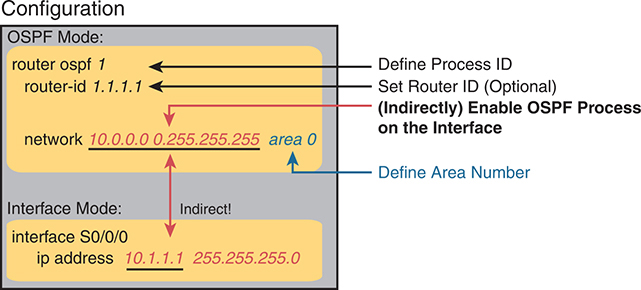 Configuration
OSPF Mode:
router ospf 1
Define Process ID
router-id 1.1.1.1
Set Router ID (Optional)
(Indirectly) Enable OSPF Process
on the Interface
network 10.0.0.0 0.255.255.255 area 0
Define Area Number
Interface Mode:
Indirect!
interface S0/0/0
ip address 10.1.1.1 255.255.255.0